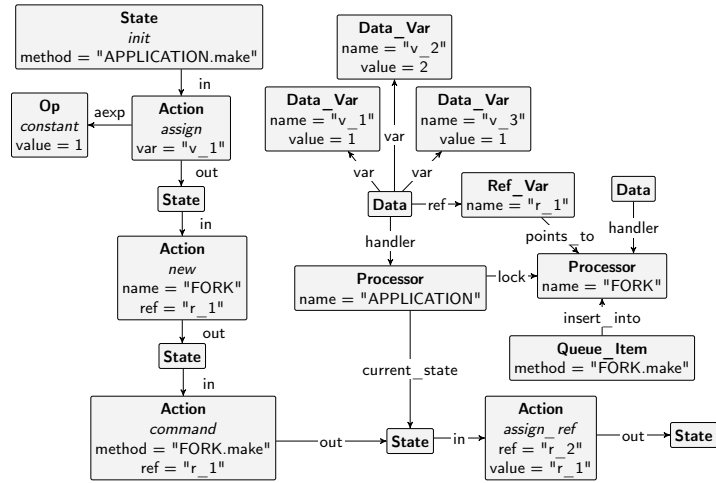 State
init
method = "APPLICATION.make"
in
Op
constant
value = 1
aexp
Action
assign
var = "v_1"
out
State
in
Action
new
name = "FORK"
ref = "r_1"
out
State
in
Action
command
method = "FORK.make"
ref = "r_1"
out
Data_Var
name = "v_2"
value = 2
Data_Var
name = "v_1"
value = 1
Data_Var
name = "v_3"
value = 1
var
var
var
Data
ref
Ref_Var
name = "r_1"
Data
handler
points_to
handler
Processor
name = "APPLICATION"
lock
Processor
name = "FORK"
insert_into
Queue_Item
method = "FORK.make"
current_state
State
in
Action
assign_ref
ref = "r_2"
value = "r_1"
out
State